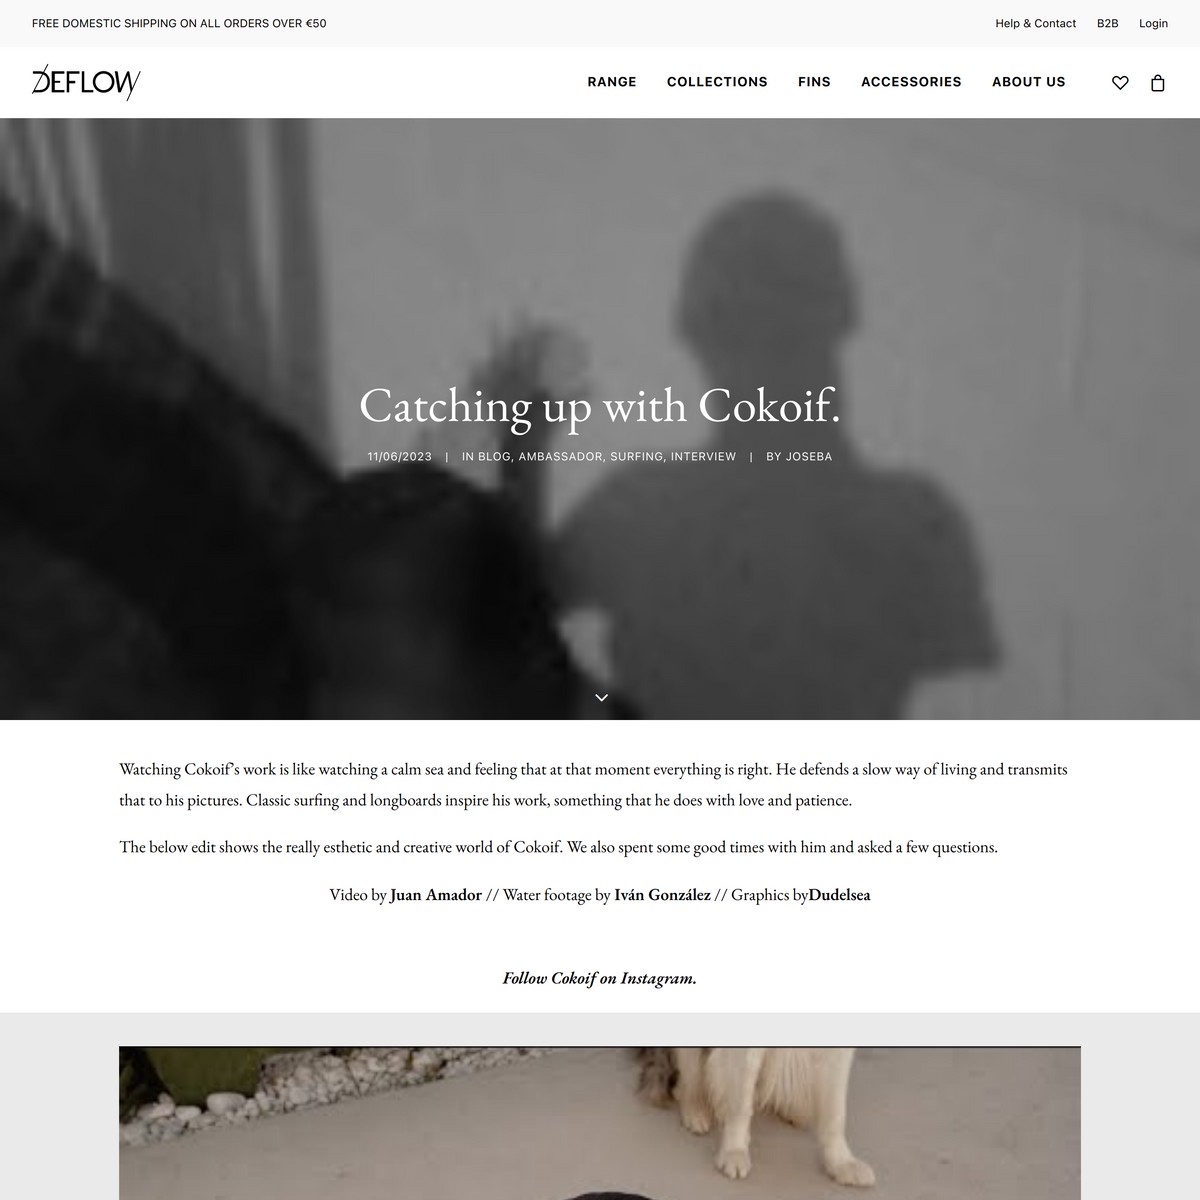 FREE DOMESTIC SHIPPING ON ALL ORDERS OVER €50
Help & Contact B2B Login
DEFLOW
RANGE COLLECTIONS FINS ACCESSORIES ABOUT US
Catching up with Cokoif.
11/06/2023 | IN BLOG, AMBASSADOR, SURFING, INTERVIEW | BY JOSEBA
Watching Cokoif's work is like watching a calm sea and feeling that at that moment everything is right. He defends a slow way of living and transmits
that to his pictures. Classic surfing and longboards inspire his work, something that he does with love and patience.
The below edit shows the really esthetic and creative world of Cokoif. We also spent some good times with him and asked a few questions.
Video by Juan Amador // Water footage by Iván González // Graphics byDudelsea
Follow Cokoif on Instagram.